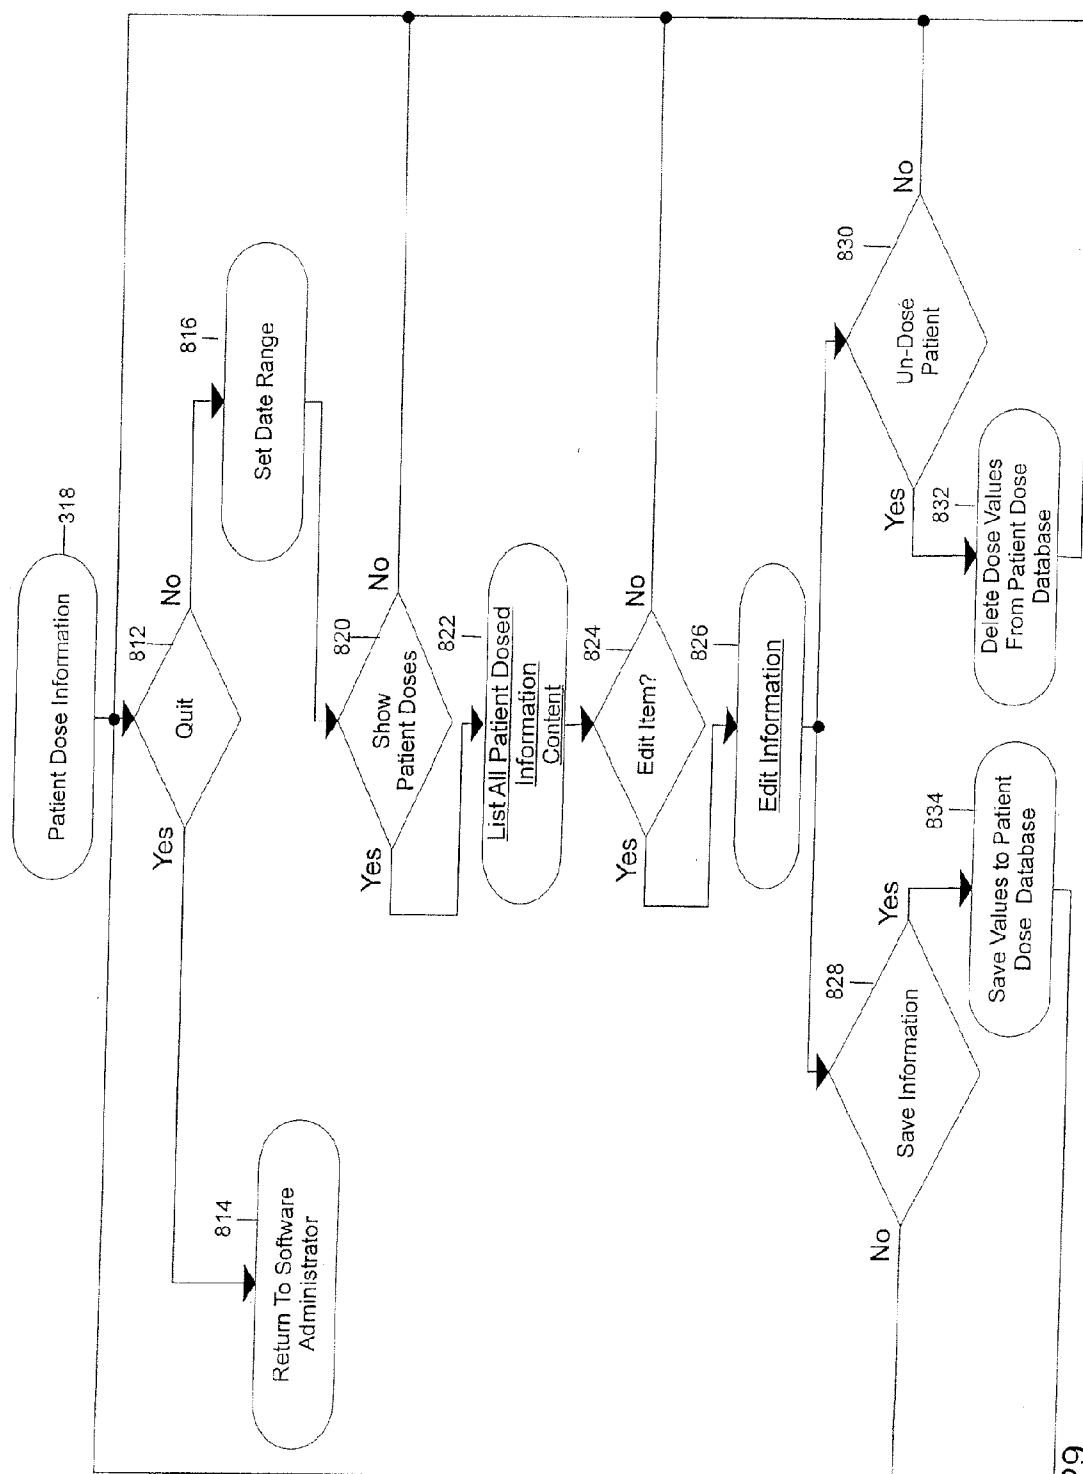 Patient Dose Information
318
Quit
812
Yes
No
Return To Software
Administrator
814
Set Date Range
816
Show
Patient Doses
820
Yes
No
List All Patient Dosed
Information
Content
822
Edit Item?
824
Yes
No
Edit Information
826
Save Information
828
No
Yes
Un-Dose
Patient
830
Yes
No
Save Values to Patient
Dose Database
834
Delete Dose Values
From Patient Dose
Database
832
29